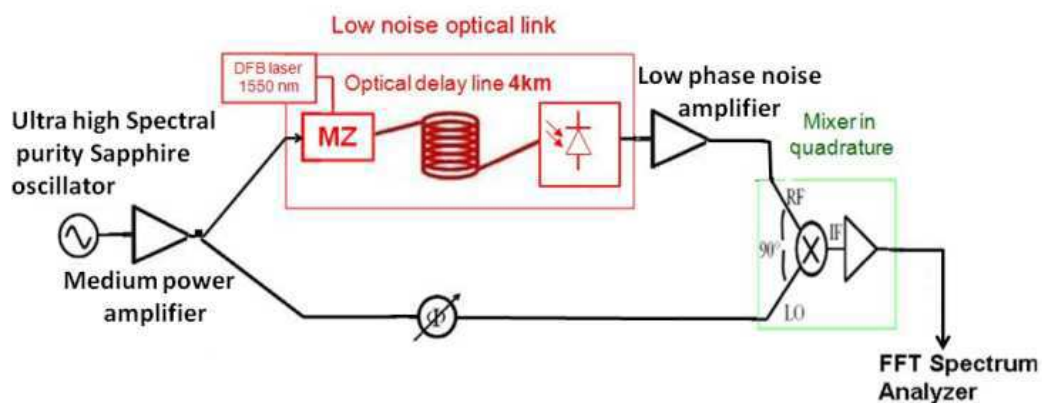 Low noise optical link
DFB laser
1550 nm
Optical delay line 4km
MZ
Low phase noise
amplifier
Ultra high Spectral
purity Sapphire
oscillator
Medium power
amplifier
Mixer in
quadrature
RF
90°
IF
LO
Φ
FFT Spectrum
Analyzer